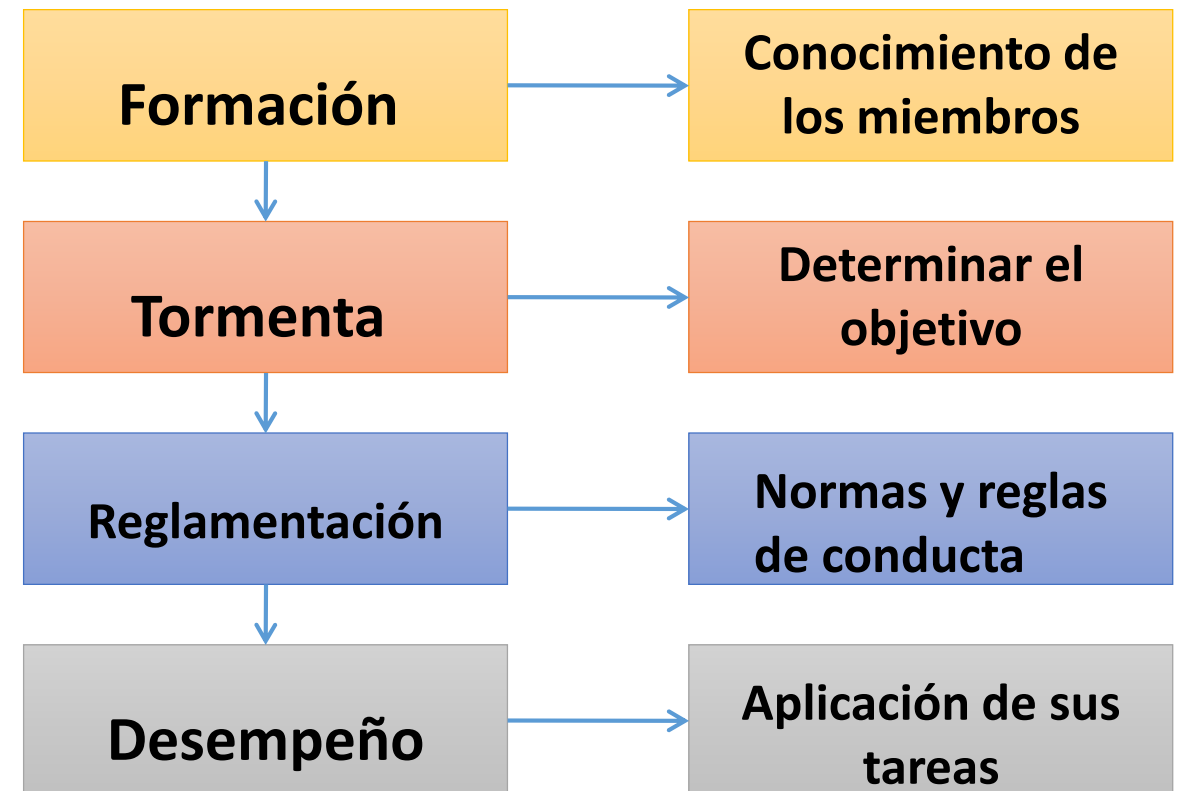 Formación
Conocimiento de
los miembros
Tormenta
Determinar el
objetivo
Reglamentación
Normas y reglas
de conducta
Desempeño
Aplicación de sus
tareas